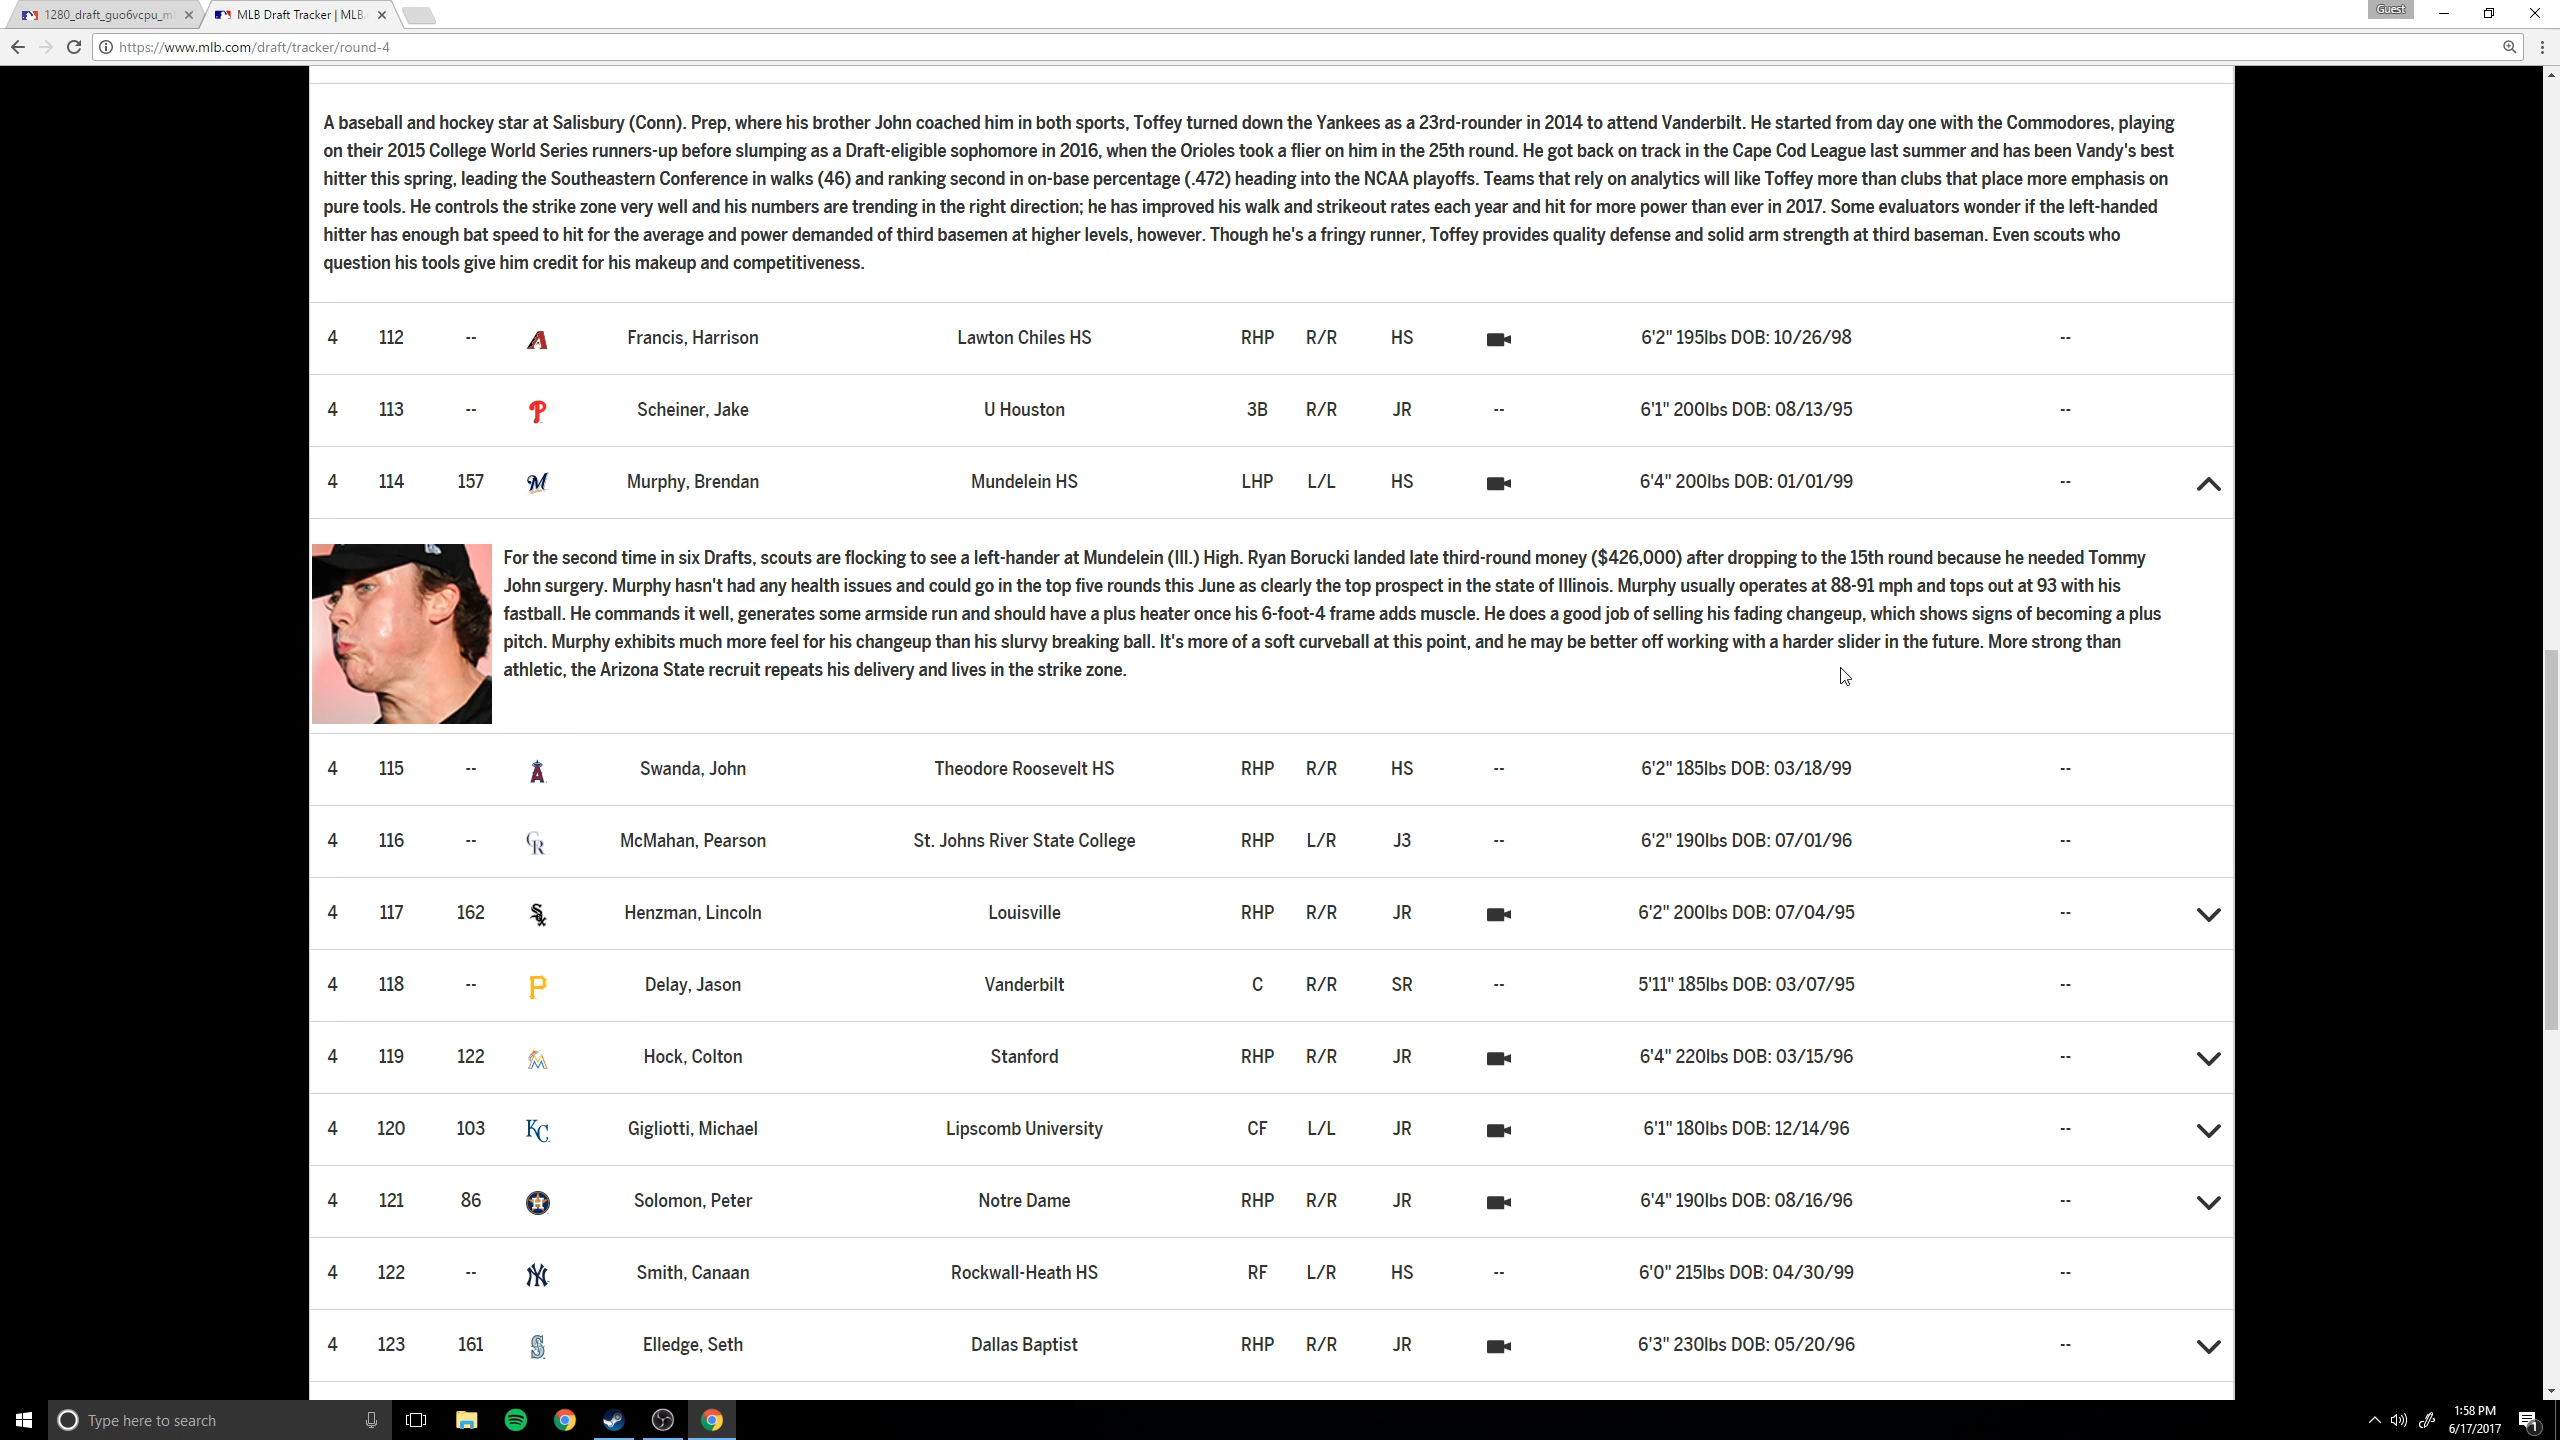 1280_draft_guo6vcpu_m
MLB Draft Tracker | MLB.
Guest
https://www.mlb.com/draft/tracker/round-4
A baseball and hockey star at Salisbury (Conn). Prep, where his brother John coached him in both sports, Toffey turned down the Yankees as a 23rd-rounder in 2014 to attend Vanderbilt. He started from day one with the Commodores, playing
on their 2015 College World Series runners-up before slumping as a Draft-eligible sophomore in 2016, when the Orioles took a flier on him in the 25th round. He got back on track in the Cape Cod League last summer and has been Vandy's best
hitter this spring, leading the Southeastern Conference in walks (46) and ranking second in on-base percentage (.472) heading into the NCAA playoffs. Teams that rely on analytics will like Toffey more than clubs that place more emphasis on
pure tools. He controls the strike zone very well and his numbers are trending in the right direction; he has improved his walk and strikeout rates each year and hit for more power than ever in 2017. Some evaluators wonder if the left-handed
hitter has enough bat speed to hit for the average and power demanded of third basemen at higher levels, however. Though he's a fringy runner, Toffey provides quality defense and solid arm strength at third baseman. Even scouts who
question his tools give him credit for his makeup and competitiveness.
4 112 -- A Francis, Harrison Lawton Chiles HS RHP R/R HS 6'2" 195lbs DOB: 10/26/98 --
4 113 -- P Scheiner, Jake U Houston 3B R/R JR -- 6'1" 200lbs DOB: 08/13/95 --
4 114 157 M Murphy, Brendan Mundelein HS LHP L/L HS 6'4" 200lbs DOB: 01/01/99 --
For the second time in six Drafts, scouts are flocking to see a left-hander at Mundelein (Ill.) High. Ryan Borucki landed late third-round money ($426,000) after dropping to the 15th round because he needed Tommy
John surgery. Murphy hasn't had any health issues and could go in the top five rounds this June as clearly the top prospect in the state of Illinois. Murphy usually operates at 88-91 mph and tops out at 93 with his
fastball. He commands it well, generates some armside run and should have a plus heater once his 6-foot-4 frame adds muscle. He does a good job of selling his fading changeup, which shows signs of becoming a plus
pitch. Murphy exhibits much more feel for his changeup than his slurvy breaking ball. It's more of a soft curveball at this point, and he may be better off working with a harder slider in the future. More strong than
athletic, the Arizona State recruit repeats his delivery and lives in the strike zone.
4 115 -- A Swanda, John Theodore Roosevelt HS RHP R/R HS -- 6'2" 185lbs DOB: 03/18/99 --
4 116 -- CR McMahan, Pearson St. Johns River State College RHP L/R J3 -- 6'2" 190lbs DOB: 07/01/96 --
4 117 162 Sox Henzman, Lincoln Louisville RHP R/R JR 6'2" 200lbs DOB: 07/04/95 --
4 118 -- P Delay, Jason Vanderbilt C R/R SR -- 5'11" 185lbs DOB: 03/07/95 --
4 119 122 M Hock, Colton Stanford RHP R/R JR 6'4" 220lbs DOB: 03/15/96 --
4 120 103 KC Gigliotti, Michael Lipscomb University CF L/L JR 6'1" 180lbs DOB: 12/14/96 --
4 121 86 H Solomon, Peter Notre Dame RHP R/R JR 6'4" 190lbs DOB: 08/16/96 --
4 122 -- NY Smith, Canaan Rockwall-Heath HS RF L/R HS -- 6'0" 215lbs DOB: 04/30/99 --
4 123 161 S Elledge, Seth Dallas Baptist RHP R/R JR 6'3" 230lbs DOB: 05/20/96 --
Type here to search
1:58 PM
6/17/2017
1